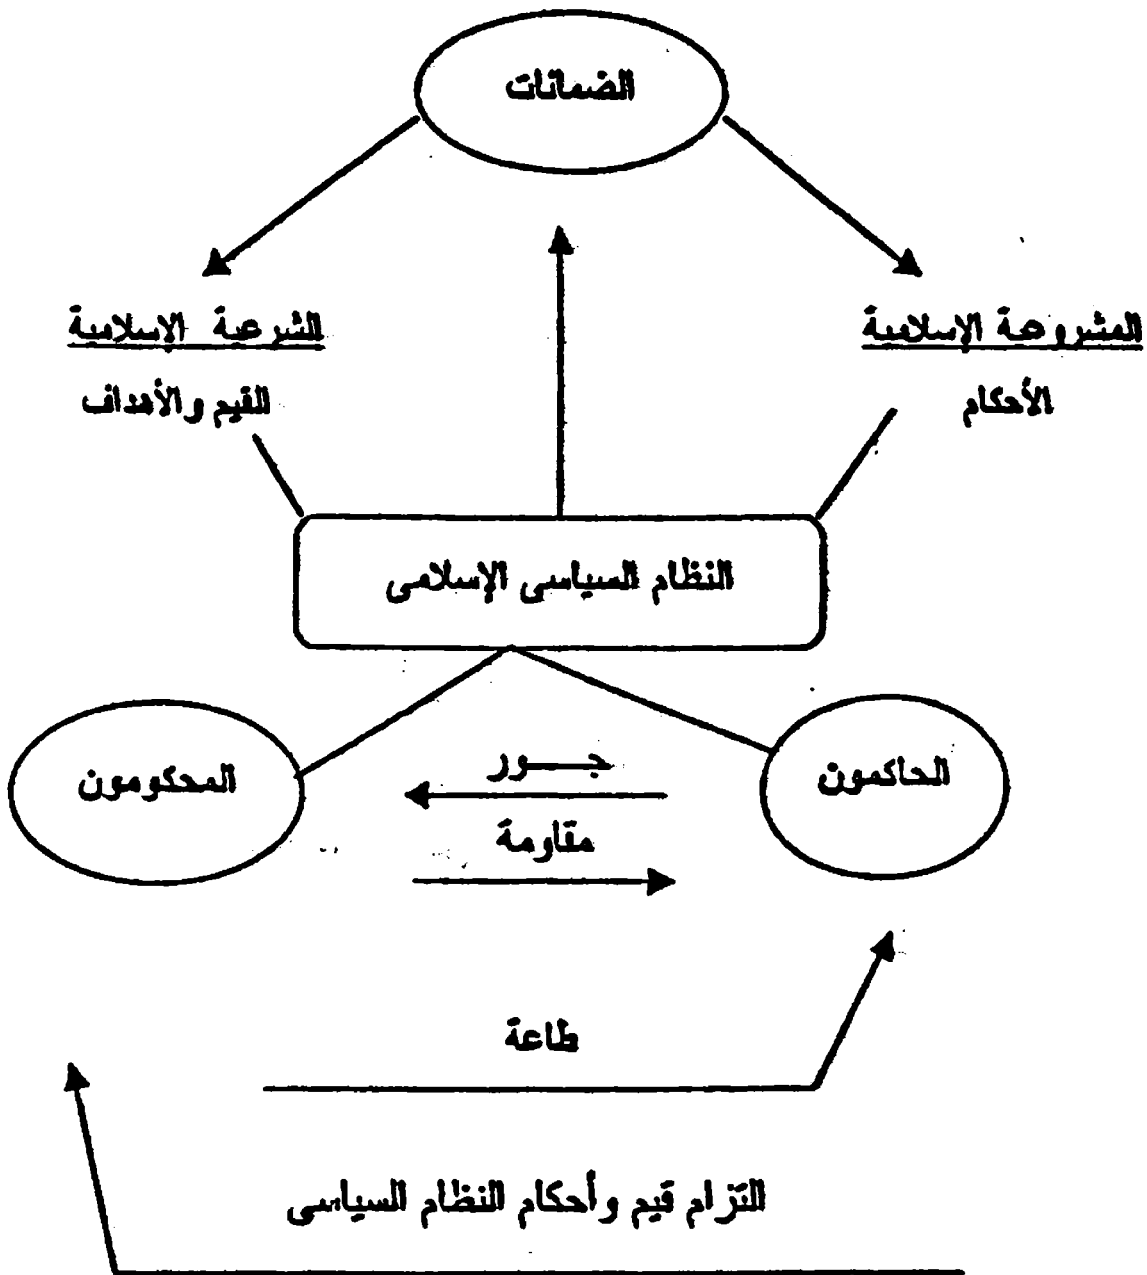 الضمانات
المشروعة الإسلامية
الشرعية الإسلامية
الأحكام
القيم والأهداف
النظام السياسى الإسلامى
الحاكمون
المحكومون
جـــور
مقاومة
طاعة
التزام قيم وأحكام النظام السياسى